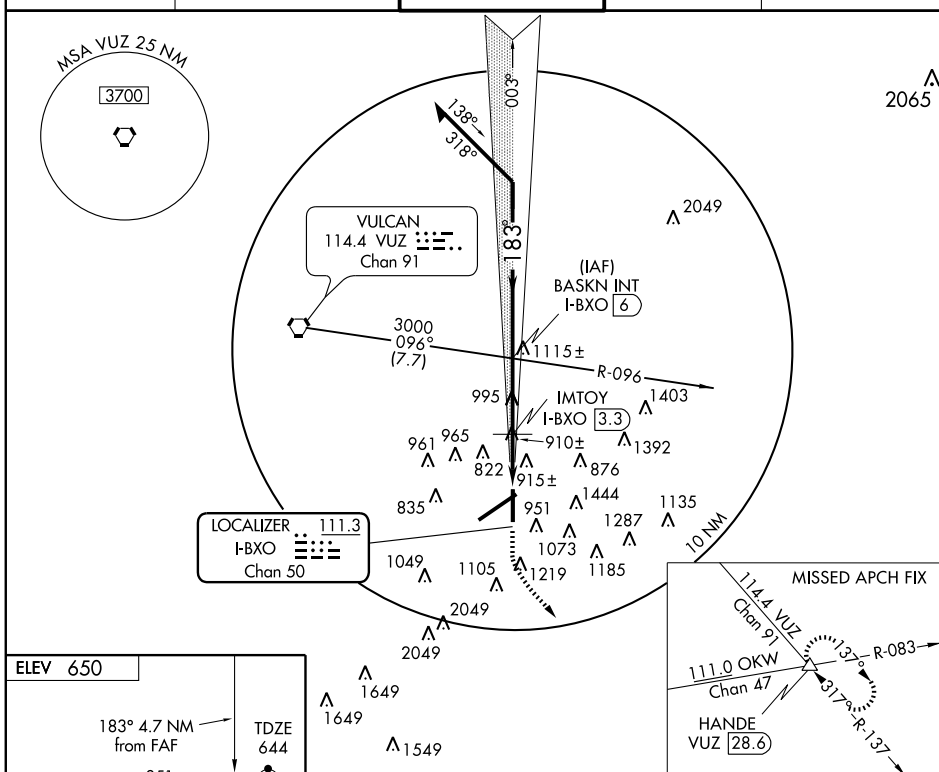 MSA VUZ 25 NM
3700
2065
003°
138°
318°
183°
2049
VULCAN
114.4 VUZ
Chan 91
(IAF)
BASKN INT
I-BXO 6
3000
096°
(7.7)
1115±
R-096
995
IMTOY
I-BXO 3.3
1403
910±
1392
961
965
822
915±
876
835
951
1444
1135
LOCALIZER 111.3
I-BXO
Chan 50
1073
1287
10 NM
1049
1105
1219
1185
2049
2049
MISSED APCH FIX
114.4 VUZ
Chan 91
137°
R-083
111.0 OKW
Chan 47
317°
R-137
HANDE
VUZ 28.6
ELEV 650
1649
1649
1549
183° 4.7 NM
from FAF
TDZE
644